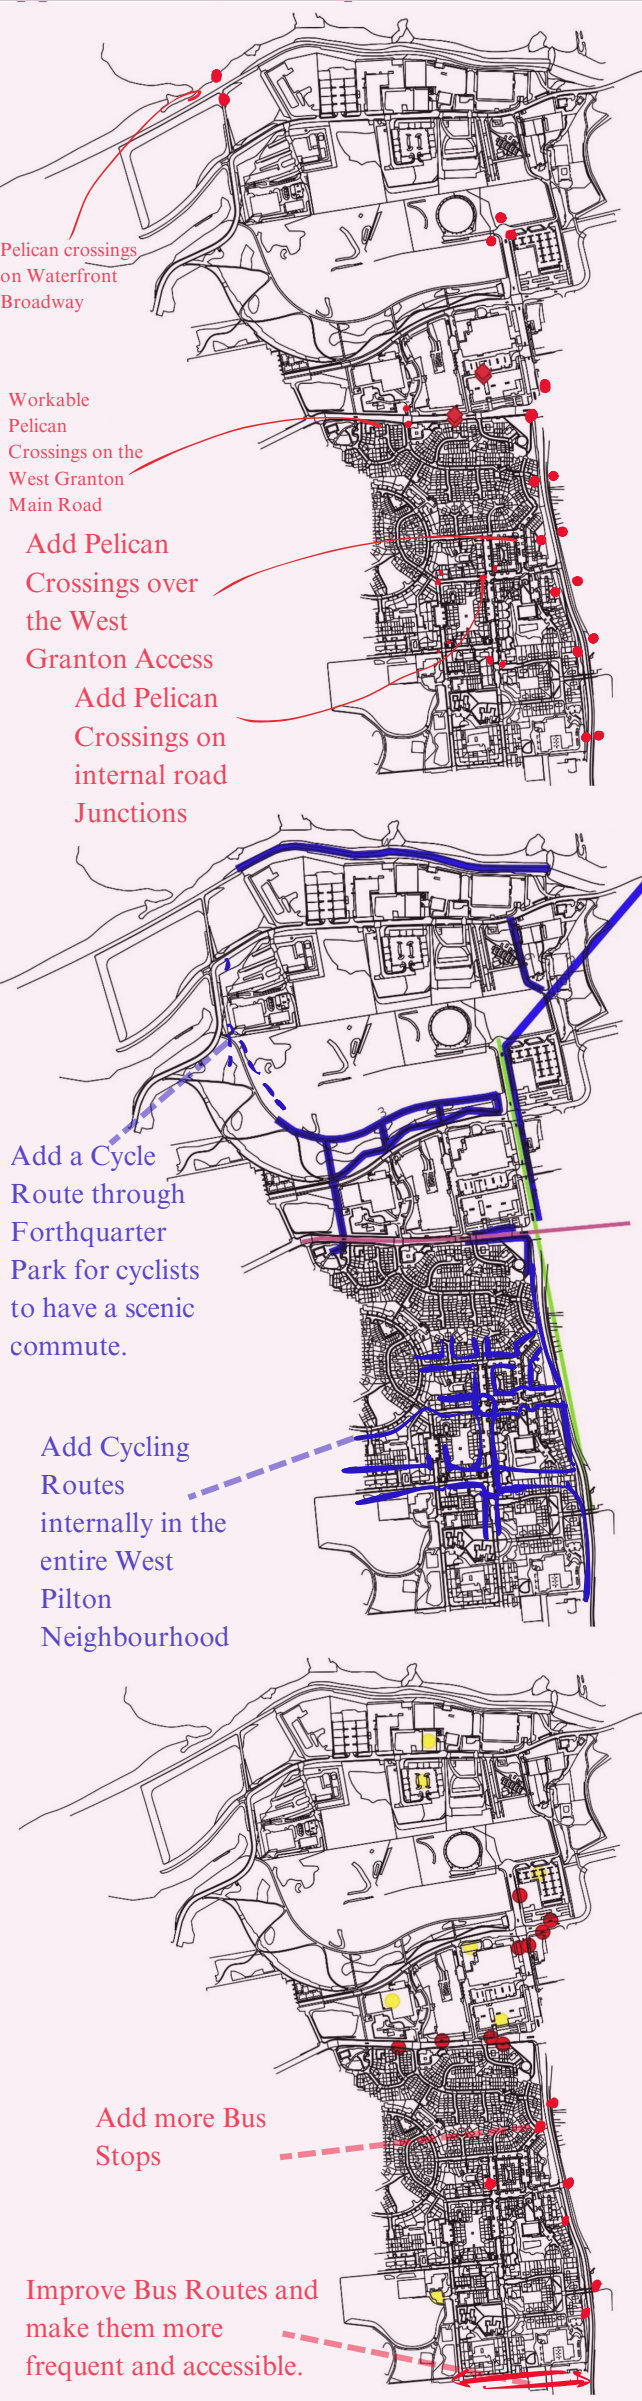 Pelican crossings
on Waterfront
Broadway
Workable
Pelican
Crossings on the
West Granton
Main Road
Add Pelican
Crossings over
the West
Granton Access
Add Pelican
Crossings on
internal road
Junctions
Add a Cycle
Route through
Forthquarter
Park for cyclists
to have a scenic
commute.
Add Cycling
Routes
internally in the
entire West
Pilton
Neighbourhood
Add more Bus
Stops
Improve Bus Routes and
make them more
frequent and accessible.